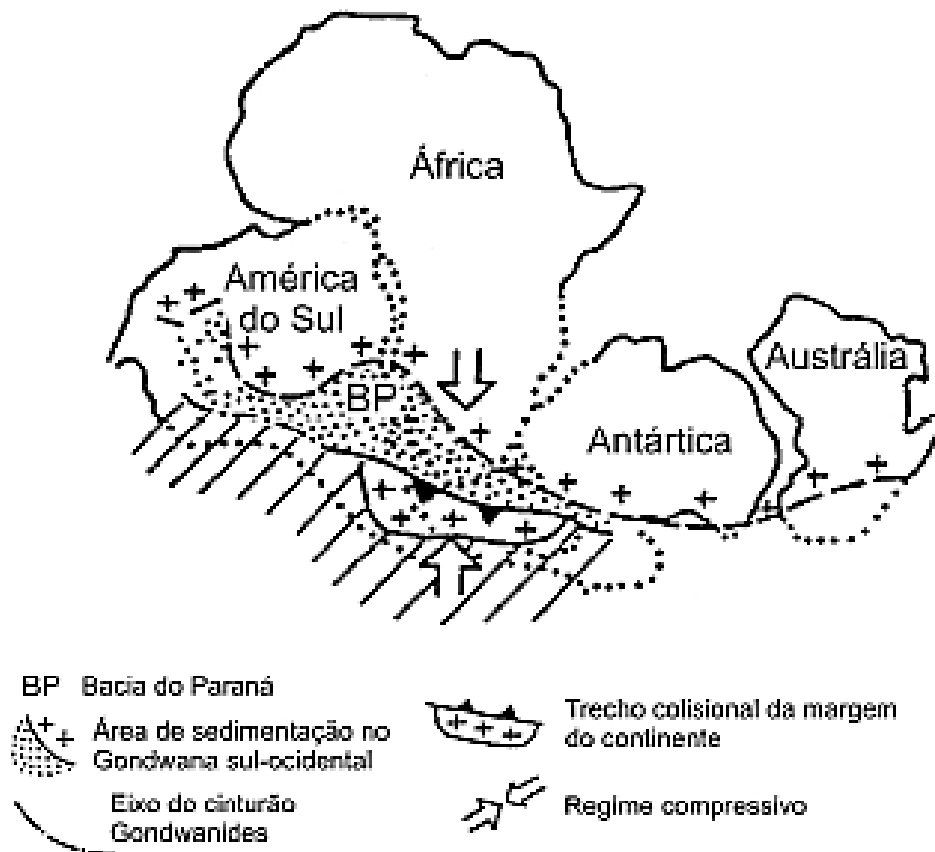 África
América
do Sul
Austrália
BP
Antártica
BP Bacia do Paraná
Área de sedimentação no
Gondwana sul-ocidental
Eixo do cinturão
Gondwanides
Trecho colisional da margem
do continente
Regime compressivo